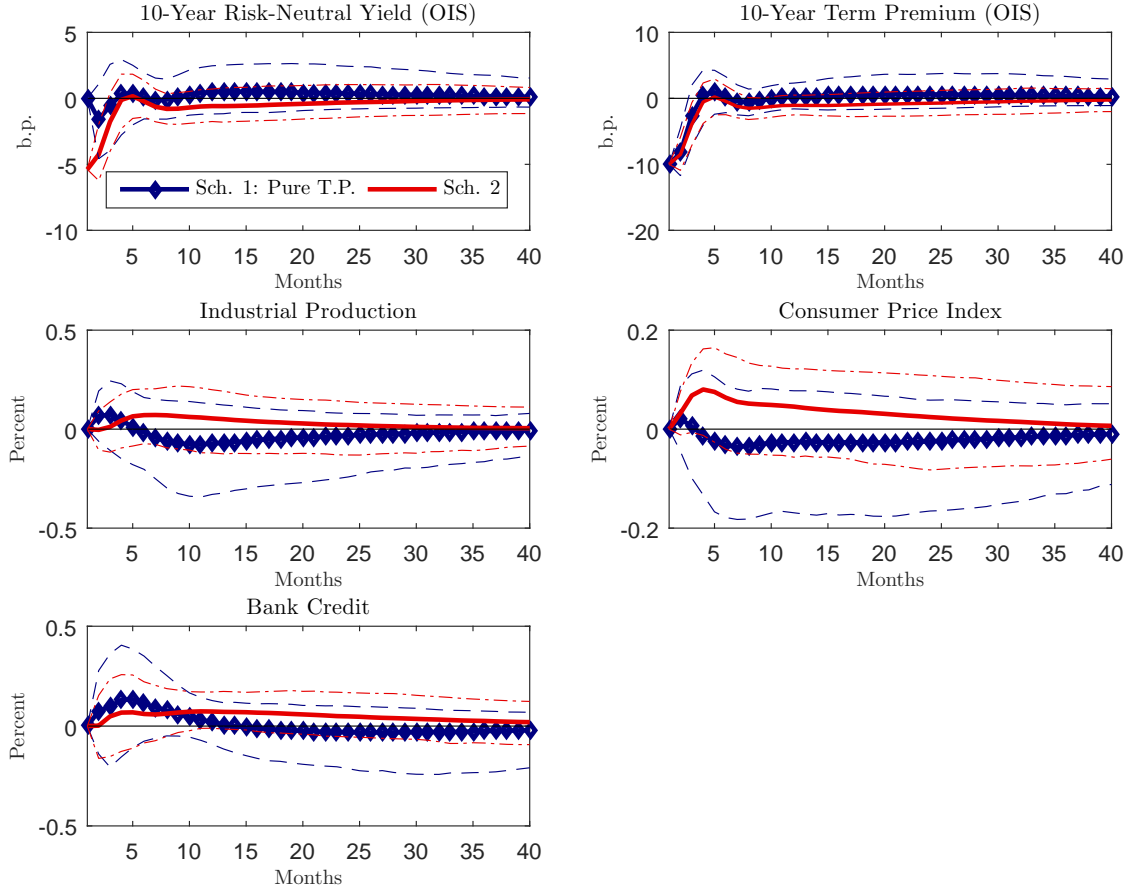 10-Year Risk-Neutral Yield (OIS)
5
0
-5
-10
b.p.
Sch. 1: Pure T.P.
Sch. 2
5 10 15 20 25 30 35 40
Months
10-Year Term Premium (OIS)
10
0
-10
-20
b.p.
5 10 15 20 25 30 35 40
Months
Industrial Production
0.5
0
-0.5
Percent
5 10 15 20 25 30 35 40
Months
Consumer Price Index
0.2
0
-0.2
Percent
5 10 15 20 25 30 35 40
Months
Bank Credit
0.5
0
-0.5
Percent
5 10 15 20 25 30 35 40
Months